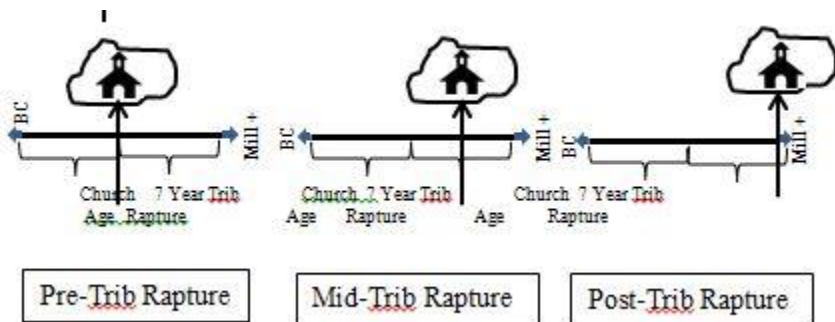 BC
Mill +
BC
Mill +
BC
Mill +
Church 7 Year Trib
Age Rapture
Church 7 Year Trib
Age Rapture
Church 7 Year Trib
Age Rapture
Pre-Trib Rapture
Mid-Trib Rapture
Post-Trib Rapture